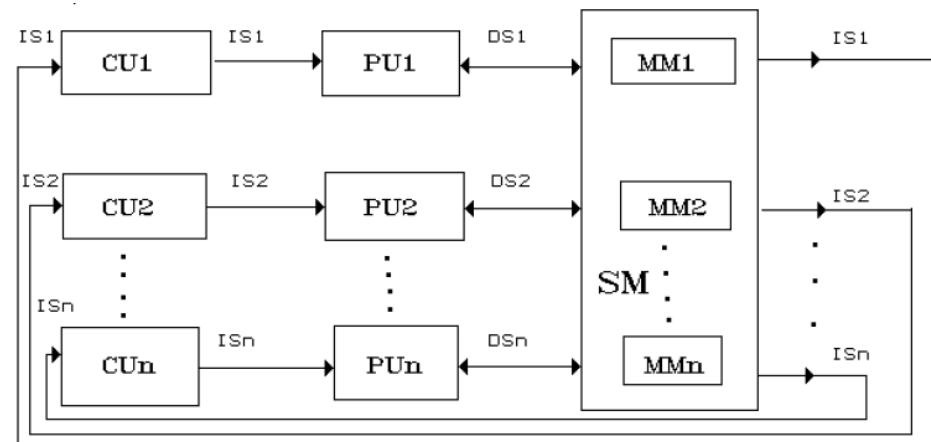 IS1 CU1 IS1 PU1 DS1 MM1 IS1
IS2 CU2 IS2 PU2 DS2 MM2 IS2
SM
ISn CUn ISn PUn DSn MMn ISn